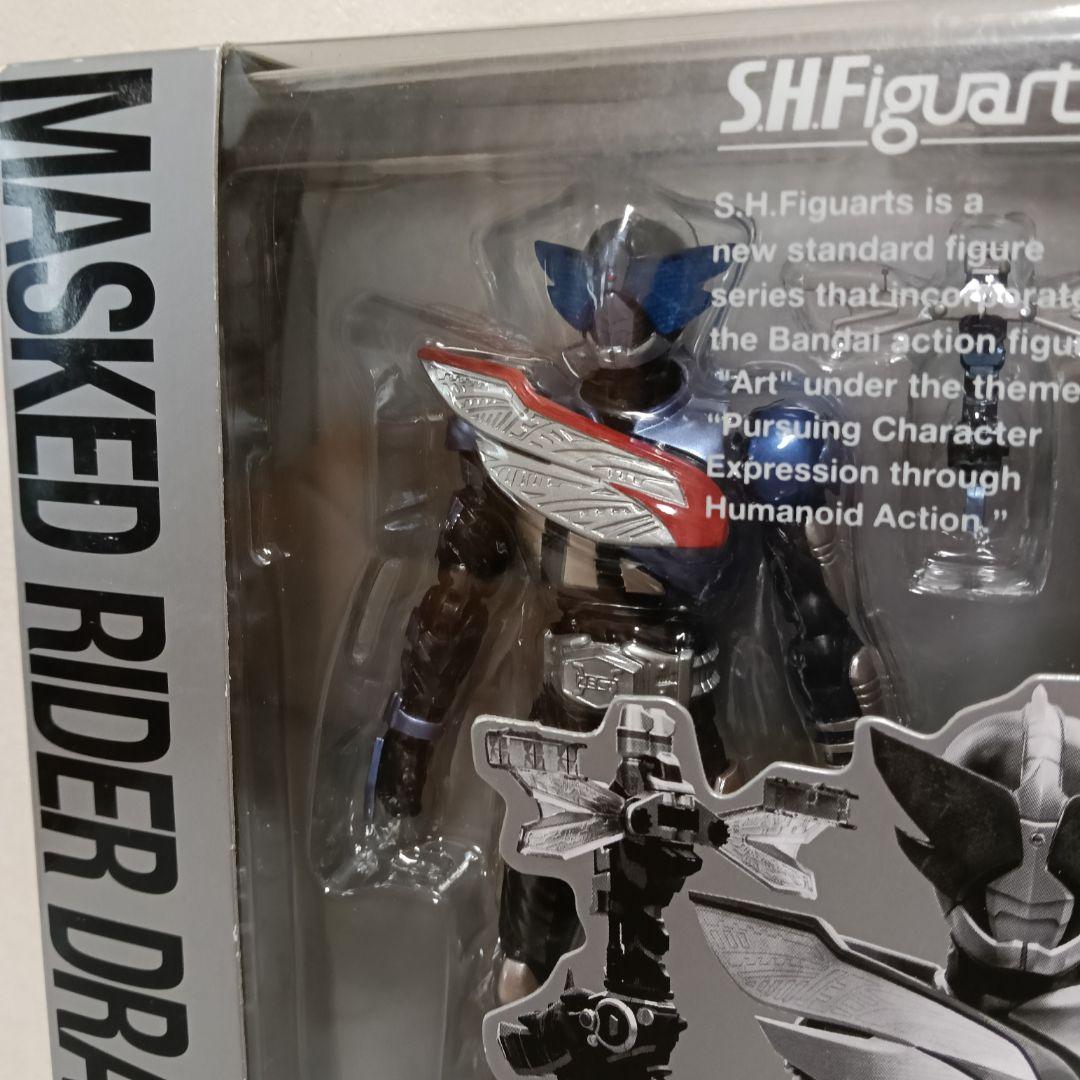 MASKED RIDER DRA
S.H.Figuart
S.H.Figuarts is a
new standard figure
series that incorporate
the Bandai action figu
"Art" under the theme
"Pursuing Character
Expression through
Humanoid Action."